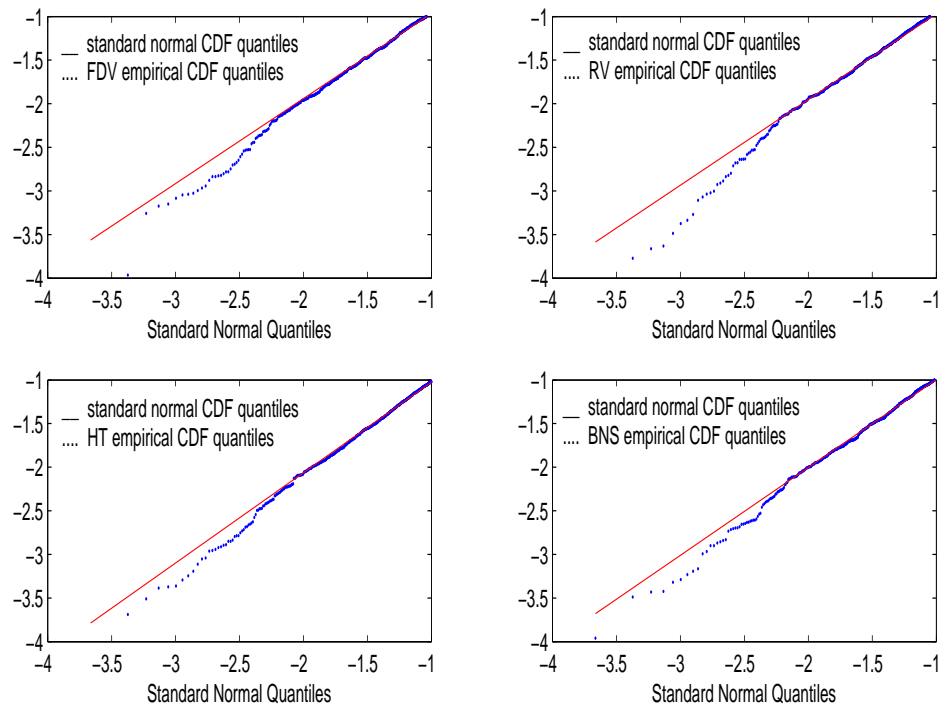 −1
−1.5
−2
−2.5
−3
−3.5
−4
__ standard normal CDF quantiles
.... FDV empirical CDF quantiles
−4 −3.5 −3 −2.5 −2 −1.5 −1
Standard Normal Quantiles
−1
−1.5
−2
−2.5
−3
−3.5
−4
__ standard normal CDF quantiles
.... RV empirical CDF quantiles
−4 −3.5 −3 −2.5 −2 −1.5 −1
Standard Normal Quantiles
−1
−1.5
−2
−2.5
−3
−3.5
−4
__ standard normal CDF quantiles
.... HT empirical CDF quantiles
−4 −3.5 −3 −2.5 −2 −1.5 −1
Standard Normal Quantiles
−1
−1.5
−2
−2.5
−3
−3.5
−4
__ standard normal CDF quantiles
.... BNS empirical CDF quantiles
−4 −3.5 −3 −2.5 −2 −1.5 −1
Standard Normal Quantiles